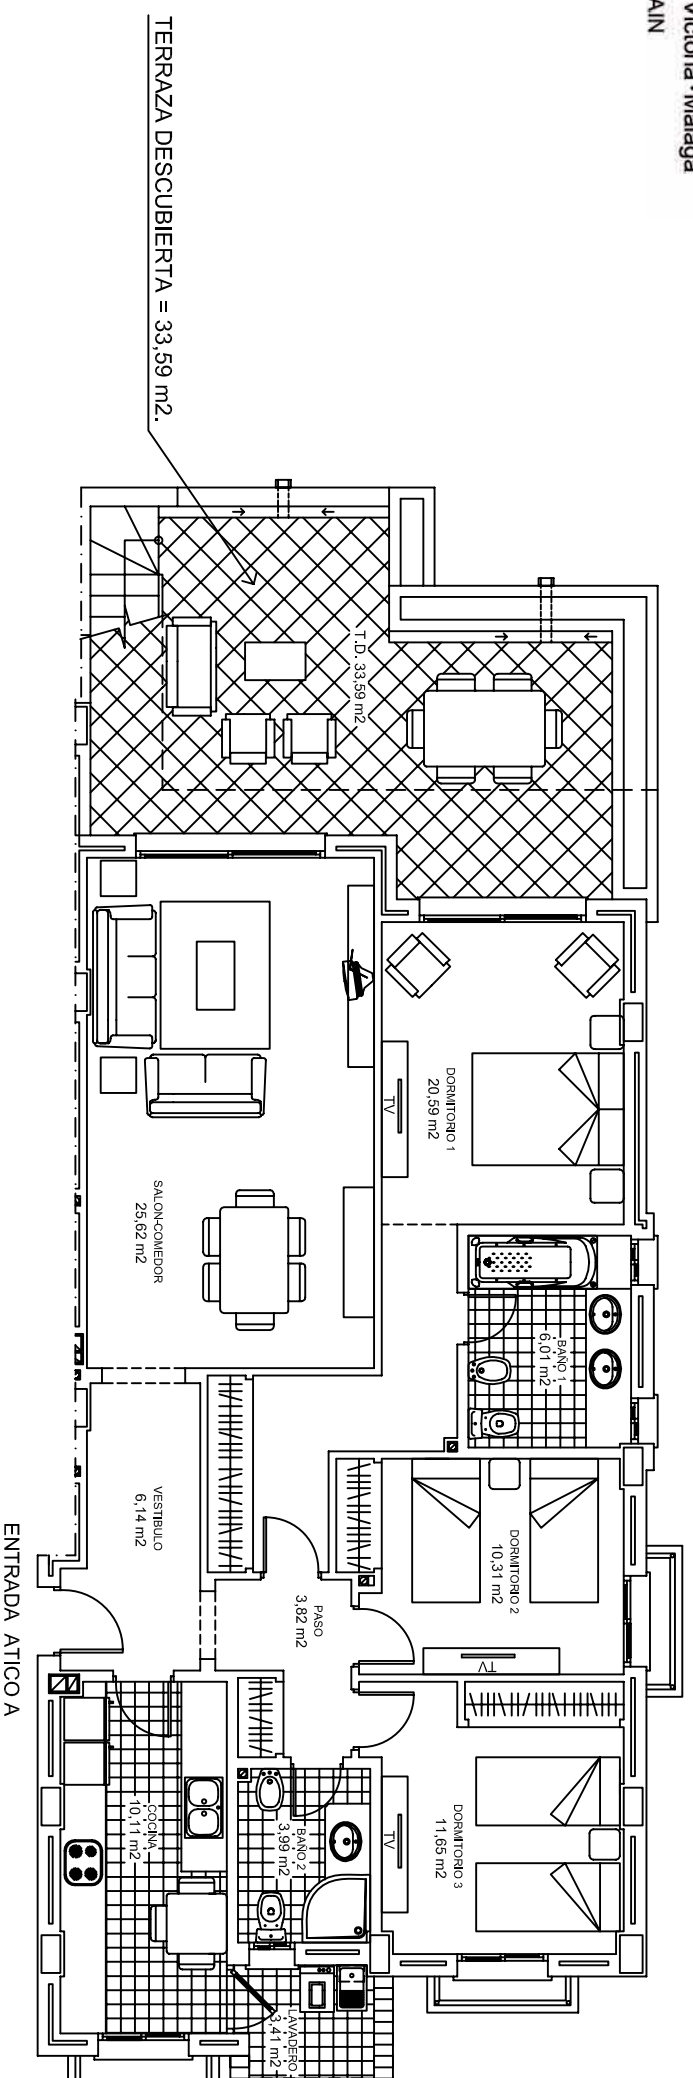 Victoria · Málaga
AIN
TERRAZA DESCUBIERTA = 33,59 m2.
T.D. 33,59 m2
DORMITORIO 1
20,59 m2
TV
SALON-COMEDOR
25,62 m2
BAÑO 1
6,01 m2
DORMITORIO 2
10,31 m2
TV
VESTIBULO
6,14 m2
PASO
3,82 m2
ENTRADA ATICO A
DORMITORIO 3
11,65 m2
TV
BAÑO 2
3,99 m2
COCINA
10,11 m2
LAVADERO
3,41 m2